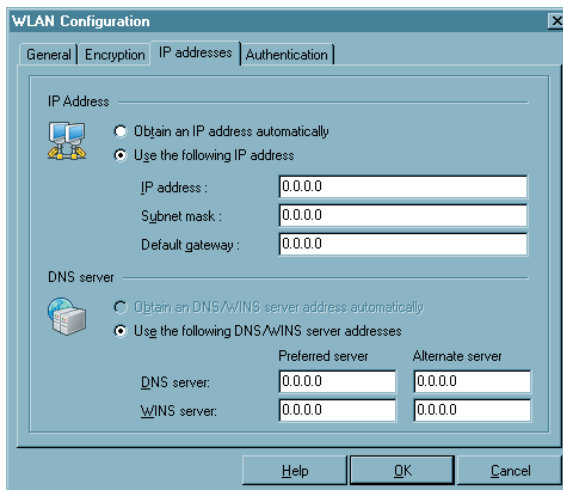 WLAN Configuration
General
Encryption
IP addresses
Authentication
IP Address
Obtain an IP address automatically
Use the following IP address
IP address : 0.0.0.0
Subnet mask : 0.0.0.0
Default gateway : 0.0.0.0
DNS server
Obtain an DNS/WINS server address automatically
Use the following DNS/WINS server addresses
Preferred server Alternate server
DNS server: 0.0.0.0 0.0.0.0
WINS server: 0.0.0.0 0.0.0.0
Help OK Cancel